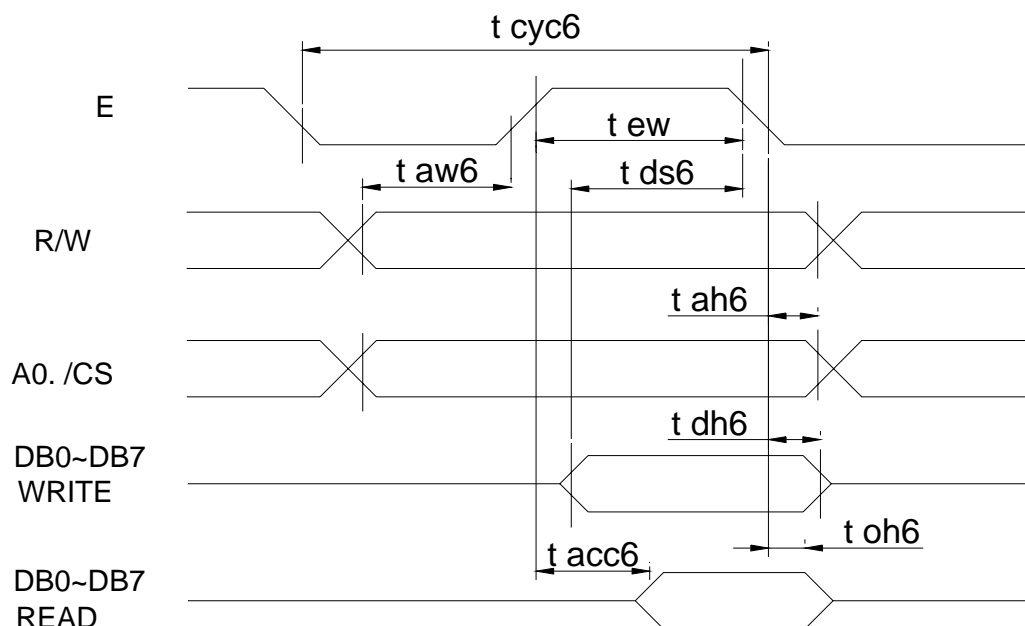 t cyc6
E
t ew
t aw6
t ds6
R/W
t ah6
A0. /CS
t dh6
DB0~DB7
WRITE
t oh6
t acc6
DB0~DB7
READ